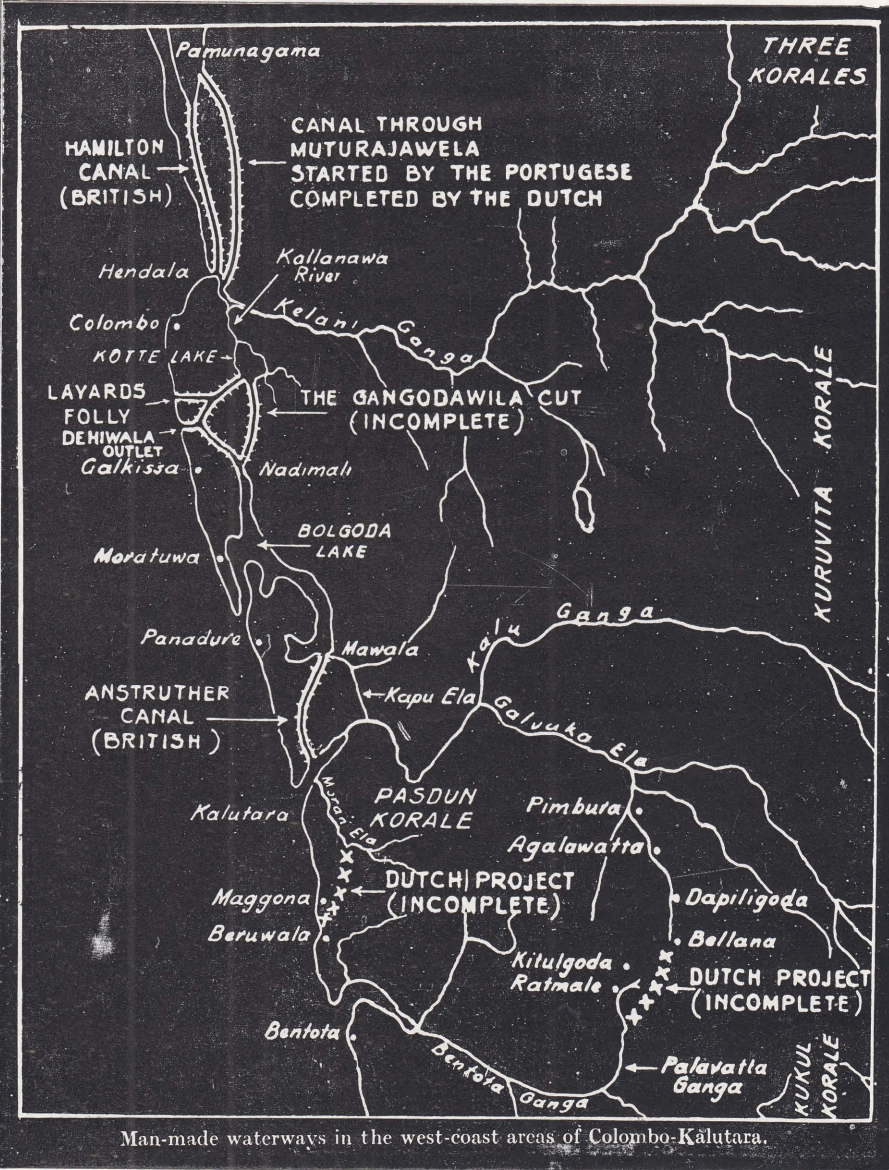 Pamunagama
THREE
KORALES
HAMILTON
CANAL
(BRITISH)
CANAL THROUGH
MUTURAJAWELA
STARTED BY THE PORTUGESE
COMPLETED BY THE DUTCH
Hendala
Kallanawa
River
Colombo
Kelani Ganga
KOTTE LAKE
LAYARDS
FOLLY
DEHIWALA
OUTLET
THE GANGODAWILA CUT
(INCOMPLETE)
Galkissa
Nadimali
KURUVITA KORALE
BOLGODA
LAKE
Moratuwa
Panadure
Kalu Ganga
Mawala
ANSTRUTHER
CANAL
(BRITISH)
Kapu Ela
Galvuka Ela
Kalutara
Muran Ela
PASDUN
KORALE
Pimbura
Agalawatta
DUTCH PROJECT
(INCOMPLETE)
Maggona
Beruwala
Dapiligoda
Bellana
Kitulgoda
Ratmale
DUTCH PROJECT
(INCOMPLETE)
Bentota
Bentota Ganga
Palavatta
Ganga
KUKUL
KORALE
Man-made waterways in the west-coast areas of Colombo-Kalutara.